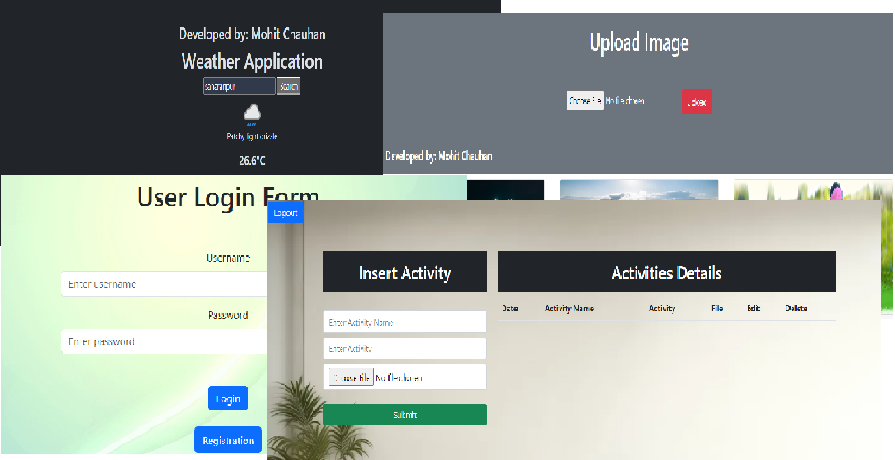 Developed by: Mohit Chauhan
Weather Application
saharanpur
Search
Patchy light drizzle
26.6°C
Upload Image
Choose File No file chosen
Upload
Developed by: Mohit Chauhan
User Login Form
Username
Enter username
Password
Enter password
Login
Registration
Logout
Insert Activity
Enter Activity Name
Enter Activity
Choose File No file chosen
Submit
Activities Details
Date Activity Name Activity File Edit Delete